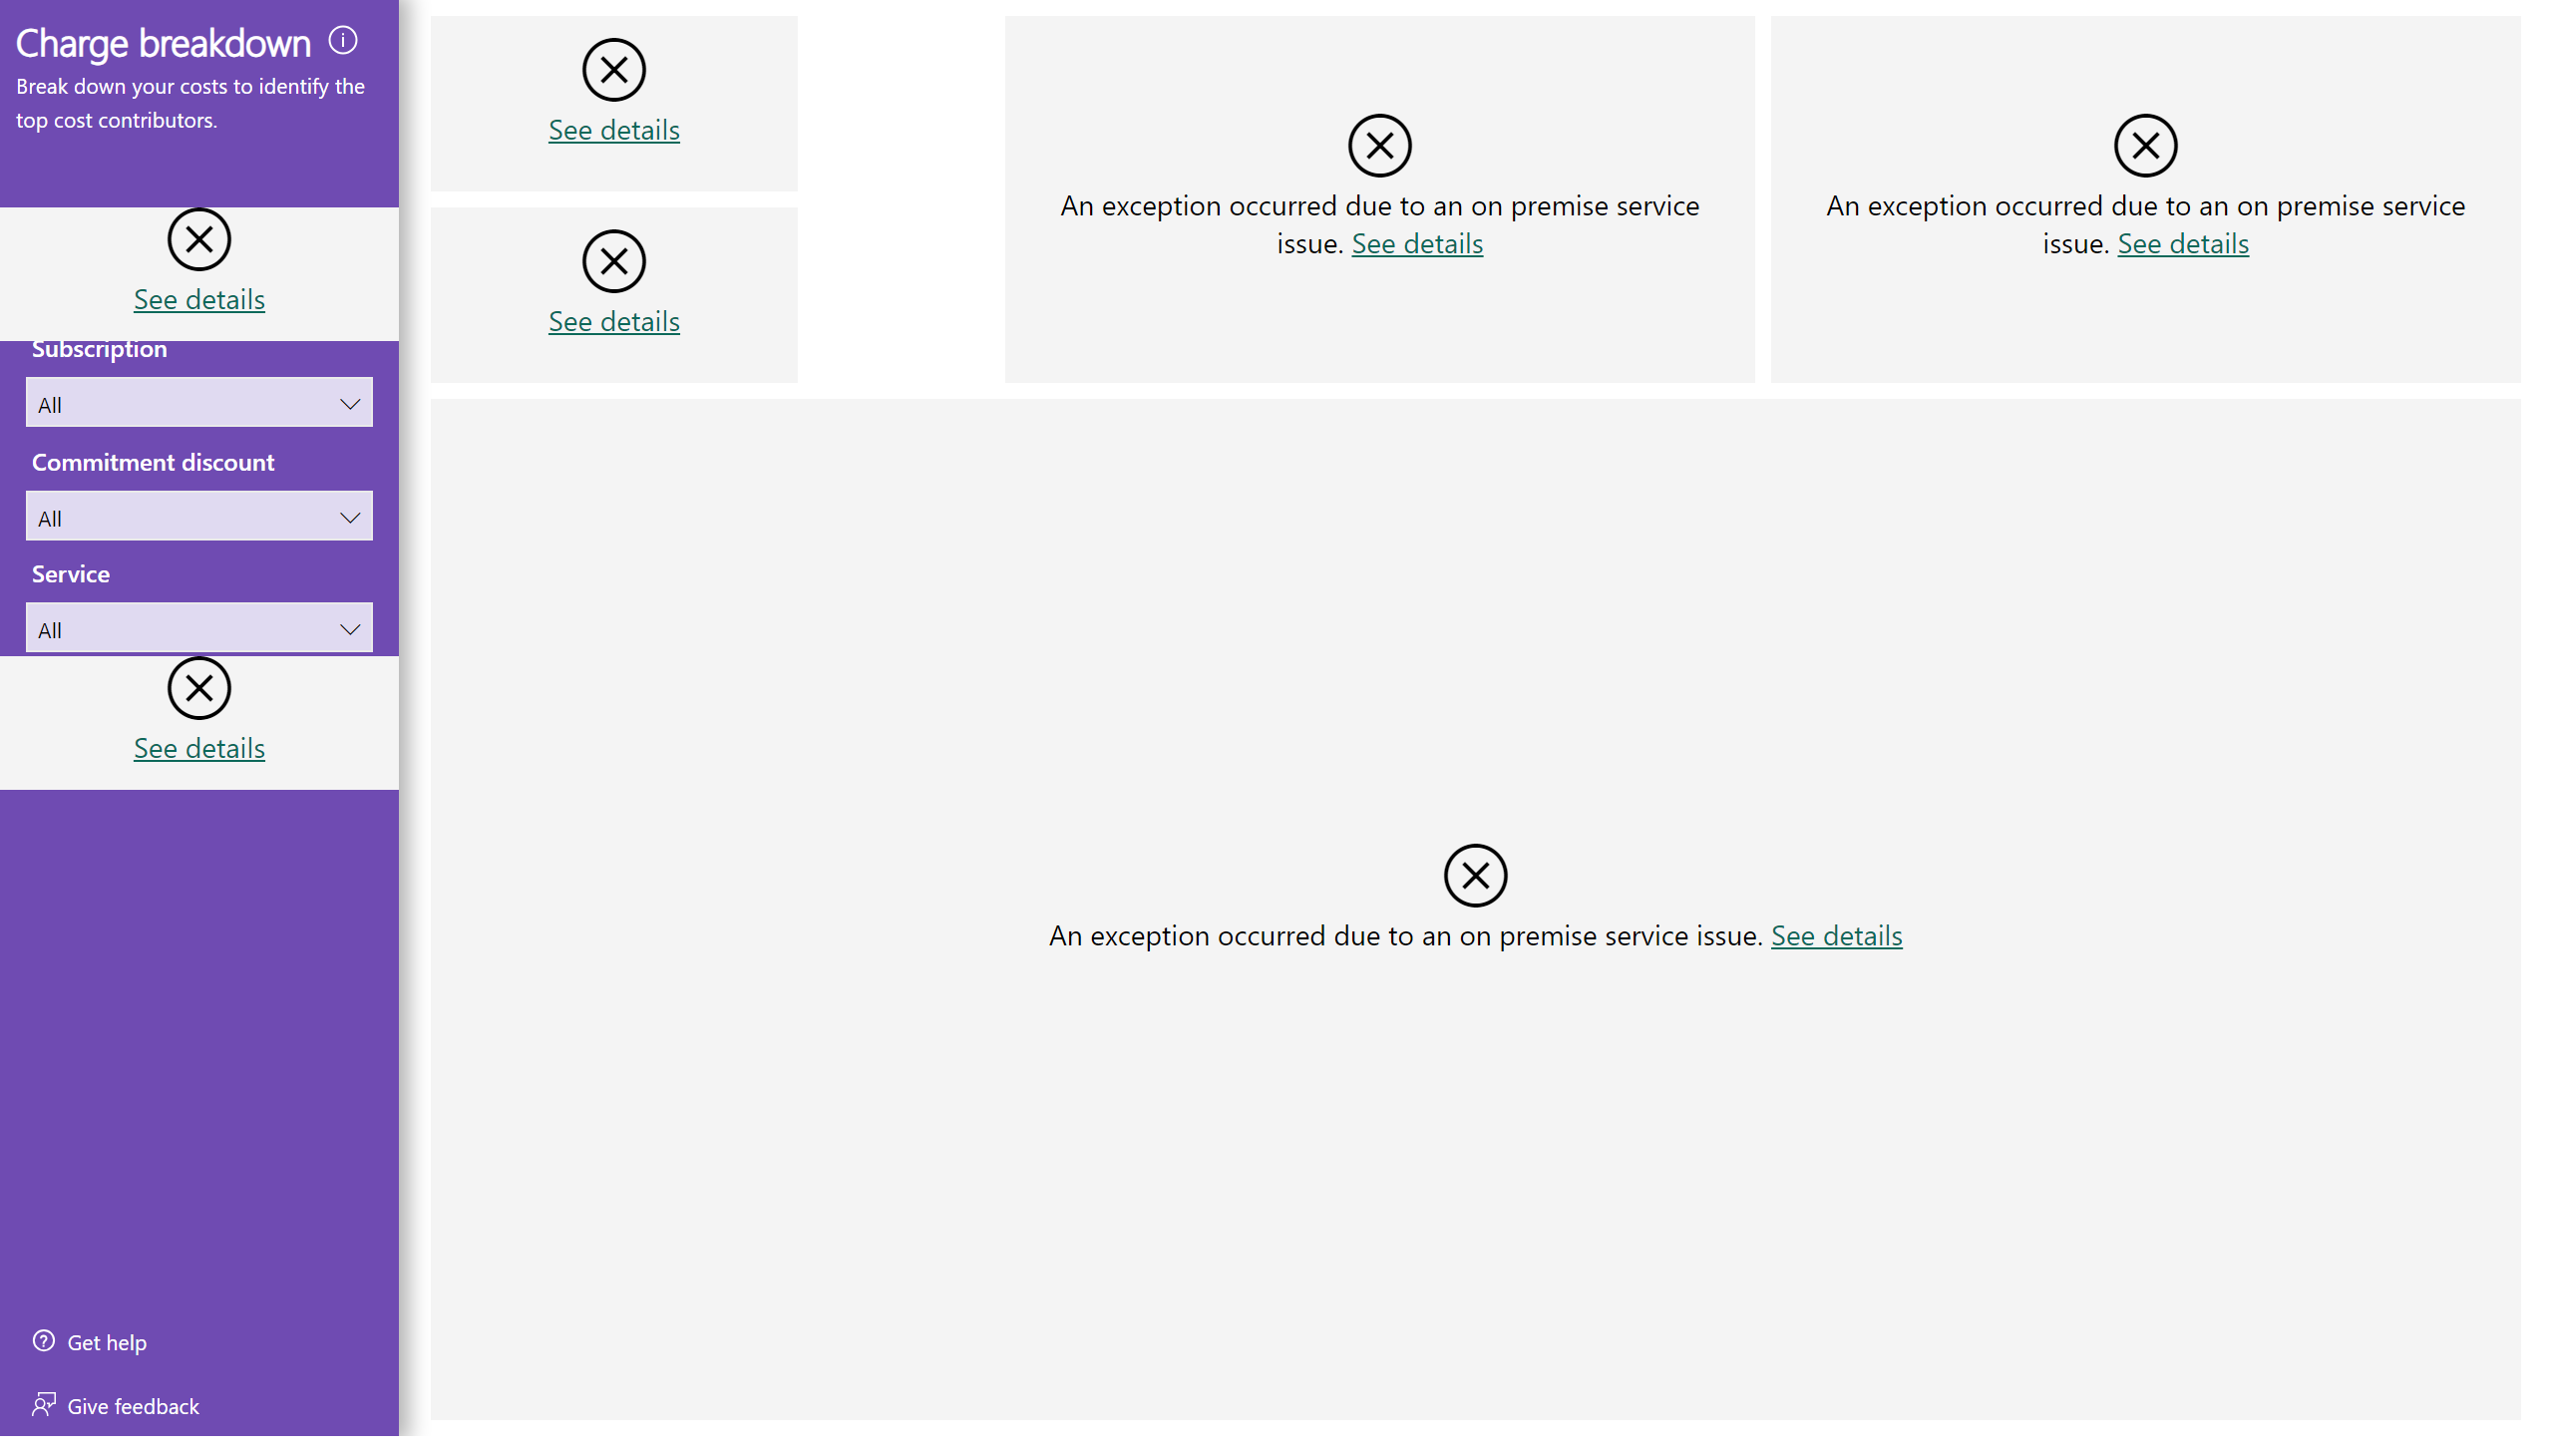 Charge breakdown
Break down your costs to identify the
top cost contributors.
See details
Subscription
All
Commitment discount
All
Service
All
See details
Get help
Give feedback
See details
See details
An exception occurred due to an on premise service
issue. See details
An exception occurred due to an on premise service
issue. See details
An exception occurred due to an on premise service issue. See details